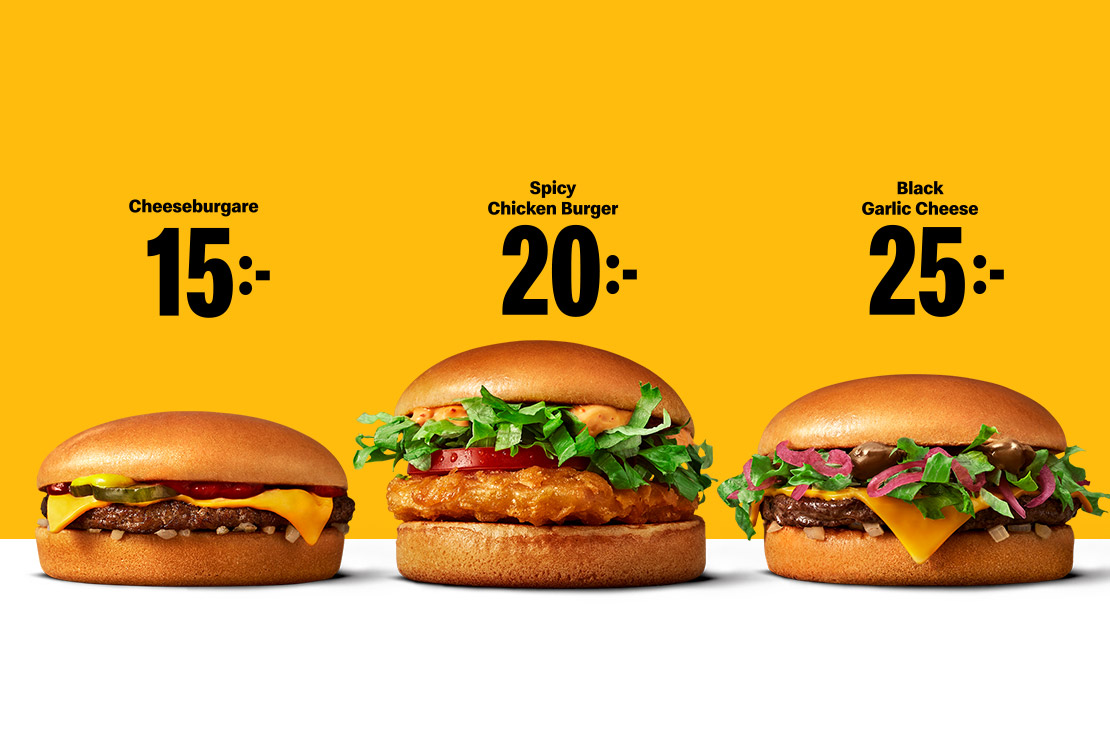 Cheeseburgare
15:-
Spicy
Chicken Burger
20:-
Black
Garlic Cheese
25:-